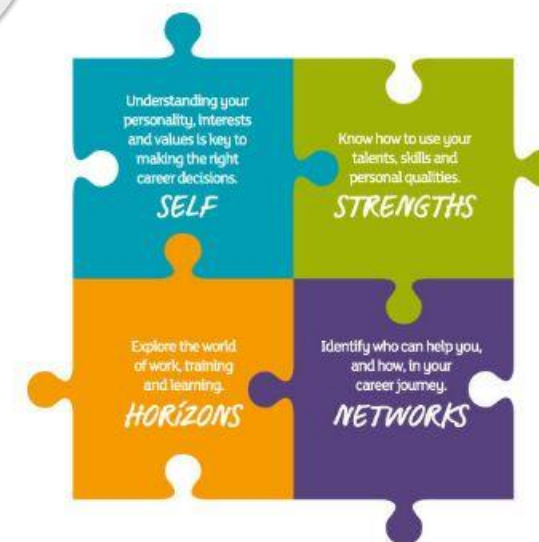 Understanding your
personality, interests
and values is key to
making the right
career decisions.
SELF
Know how to use your
talents, skills and
personal qualities.
STRENGTHS
Explore the world
of work, training
and learning.
HORIZONS
Identify who can help you,
and how, in your
career journey.
NETWORKS